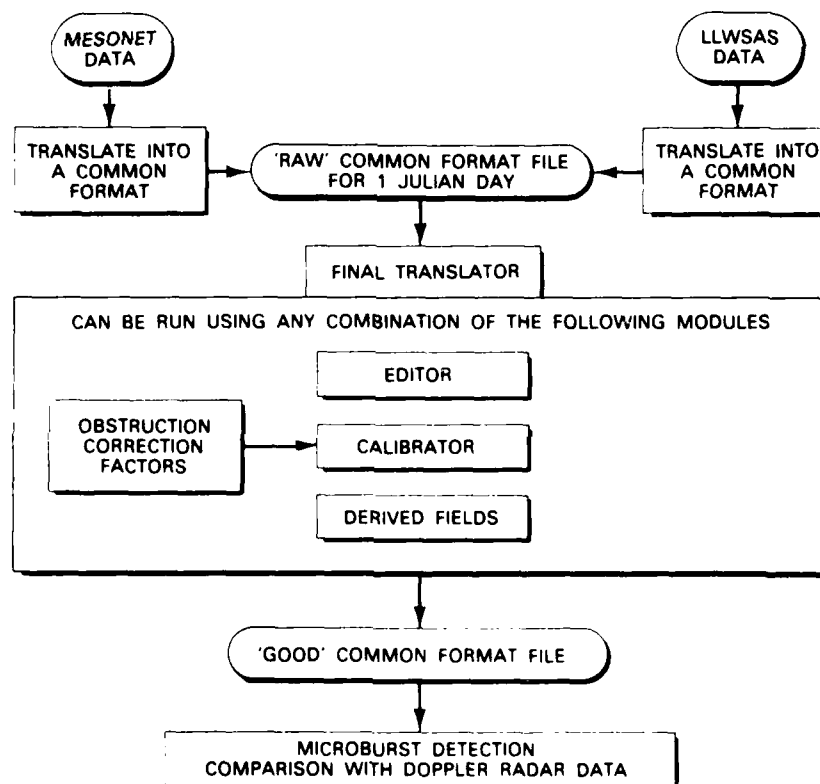 MESONET
DATA
LLWSAS
DATA
TRANSLATE INTO
A COMMON
FORMAT
'RAW' COMMON FORMAT FILE
FOR 1 JULIAN DAY
TRANSLATE INTO
A COMMON
FORMAT
FINAL TRANSLATOR
CAN BE RUN USING ANY COMBINATION OF THE FOLLOWING MODULES
EDITOR
OBSTRUCTION
CORRECTION
FACTORS
CALIBRATOR
DERIVED FIELDS
'GOOD' COMMON FORMAT FILE
MICROBURST DETECTION
COMPARISON WITH DOPPLER RADAR DATA